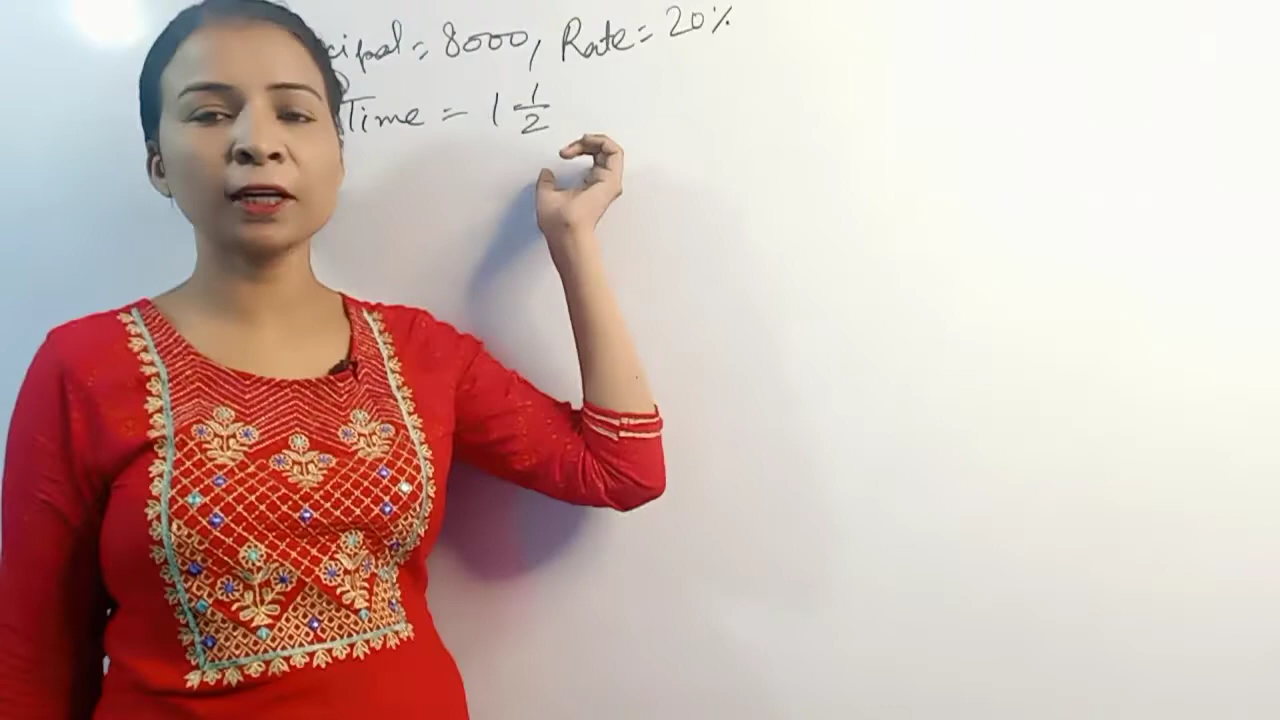 cipal = 8000, Rate = 20%
Time = 1 1/2